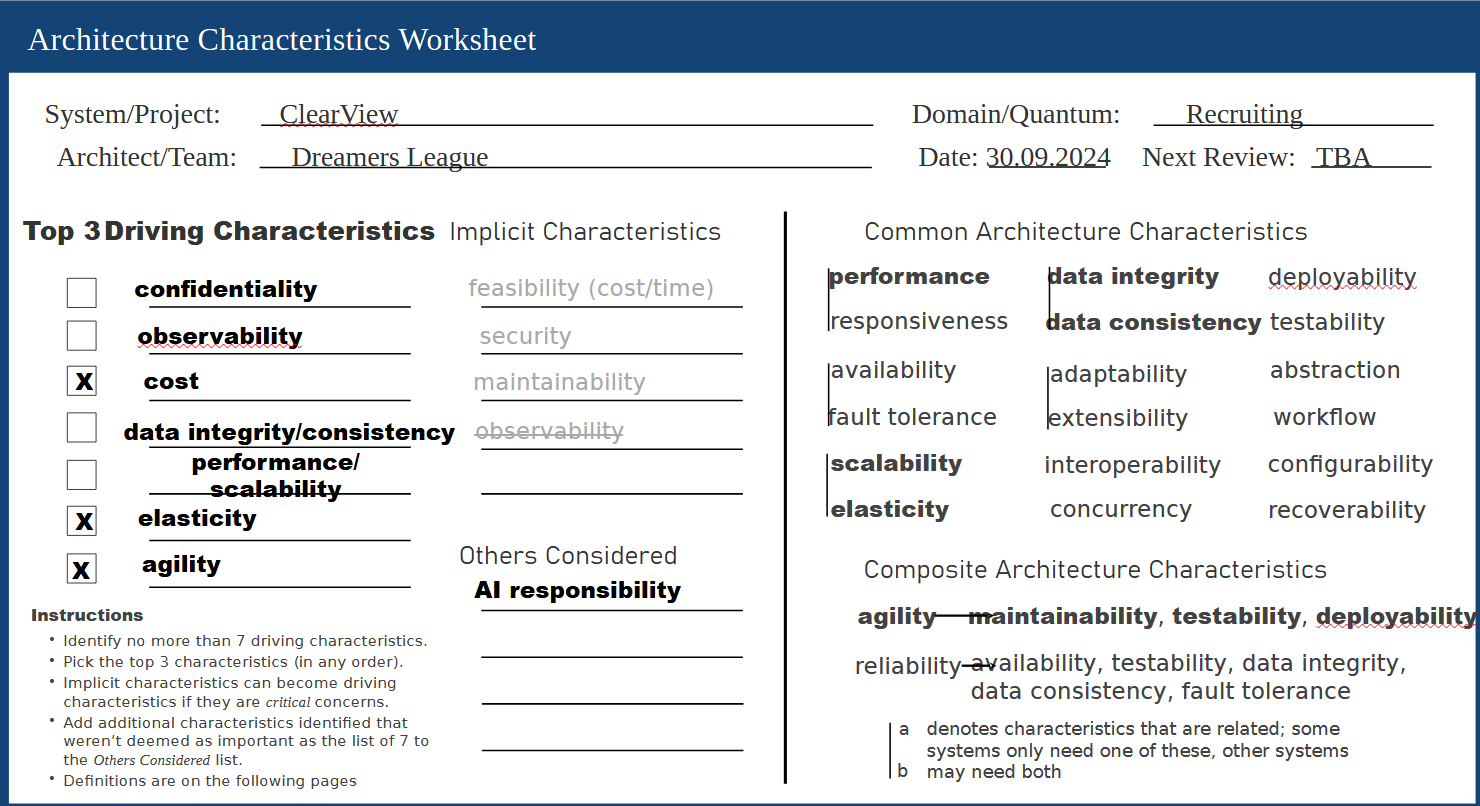 Architecture Characteristics Worksheet
System/Project: ClearView
Domain/Quantum: Recruiting
Architect/Team: Dreamers League
Date: 30.09.2024 Next Review: TBA
Top 3 Driving Characteristics
confidentiality
observability
X cost
data integrity/consistency
performance/
scalability
X elasticity
X agility
Instructions
• Identify no more than 7 driving characteristics.
• Pick the top 3 characteristics (in any order).
• Implicit characteristics can become driving
characteristics if they are critical concerns.
• Add additional characteristics identified that
weren’t deemed as important as the list of 7 to
the Others Considered list.
• Definitions are on the following pages
Implicit Characteristics
feasibility (cost/time)
security
maintainability
observability
Others Considered
AI responsibility
Common Architecture Characteristics
performance data integrity deployability
responsiveness data consistency testability
availability adaptability abstraction
fault tolerance extensibility workflow
scalability interoperability configurability
elasticity concurrency recoverability
Composite Architecture Characteristics
agility maintainability, testability, deployability
reliability availability, testability, data integrity,
data consistency, fault tolerance
a denotes characteristics that are related; some
systems only need one of these, other systems
b may need both